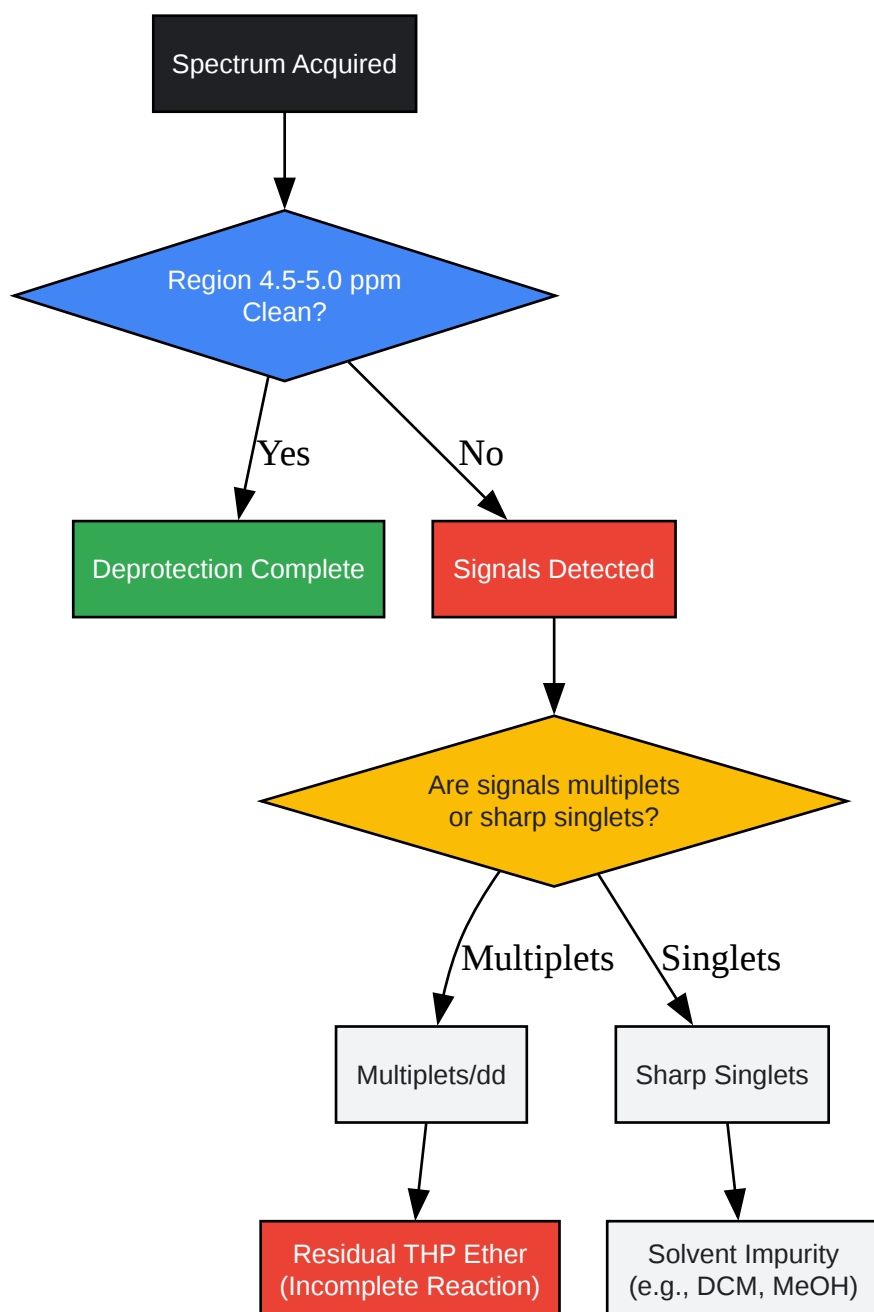 Spectrum Acquired
Region 4.5-5.0 ppm
Clean?
Yes
No
Deprotection Complete
Signals Detected
Are signals multiplets
or sharp singlets?
Multiplets
Singlets
Multiplets/dd
Sharp Singlets
Residual THP Ether
(Incomplete Reaction)
Solvent Impurity
(e.g., DCM, MeOH)